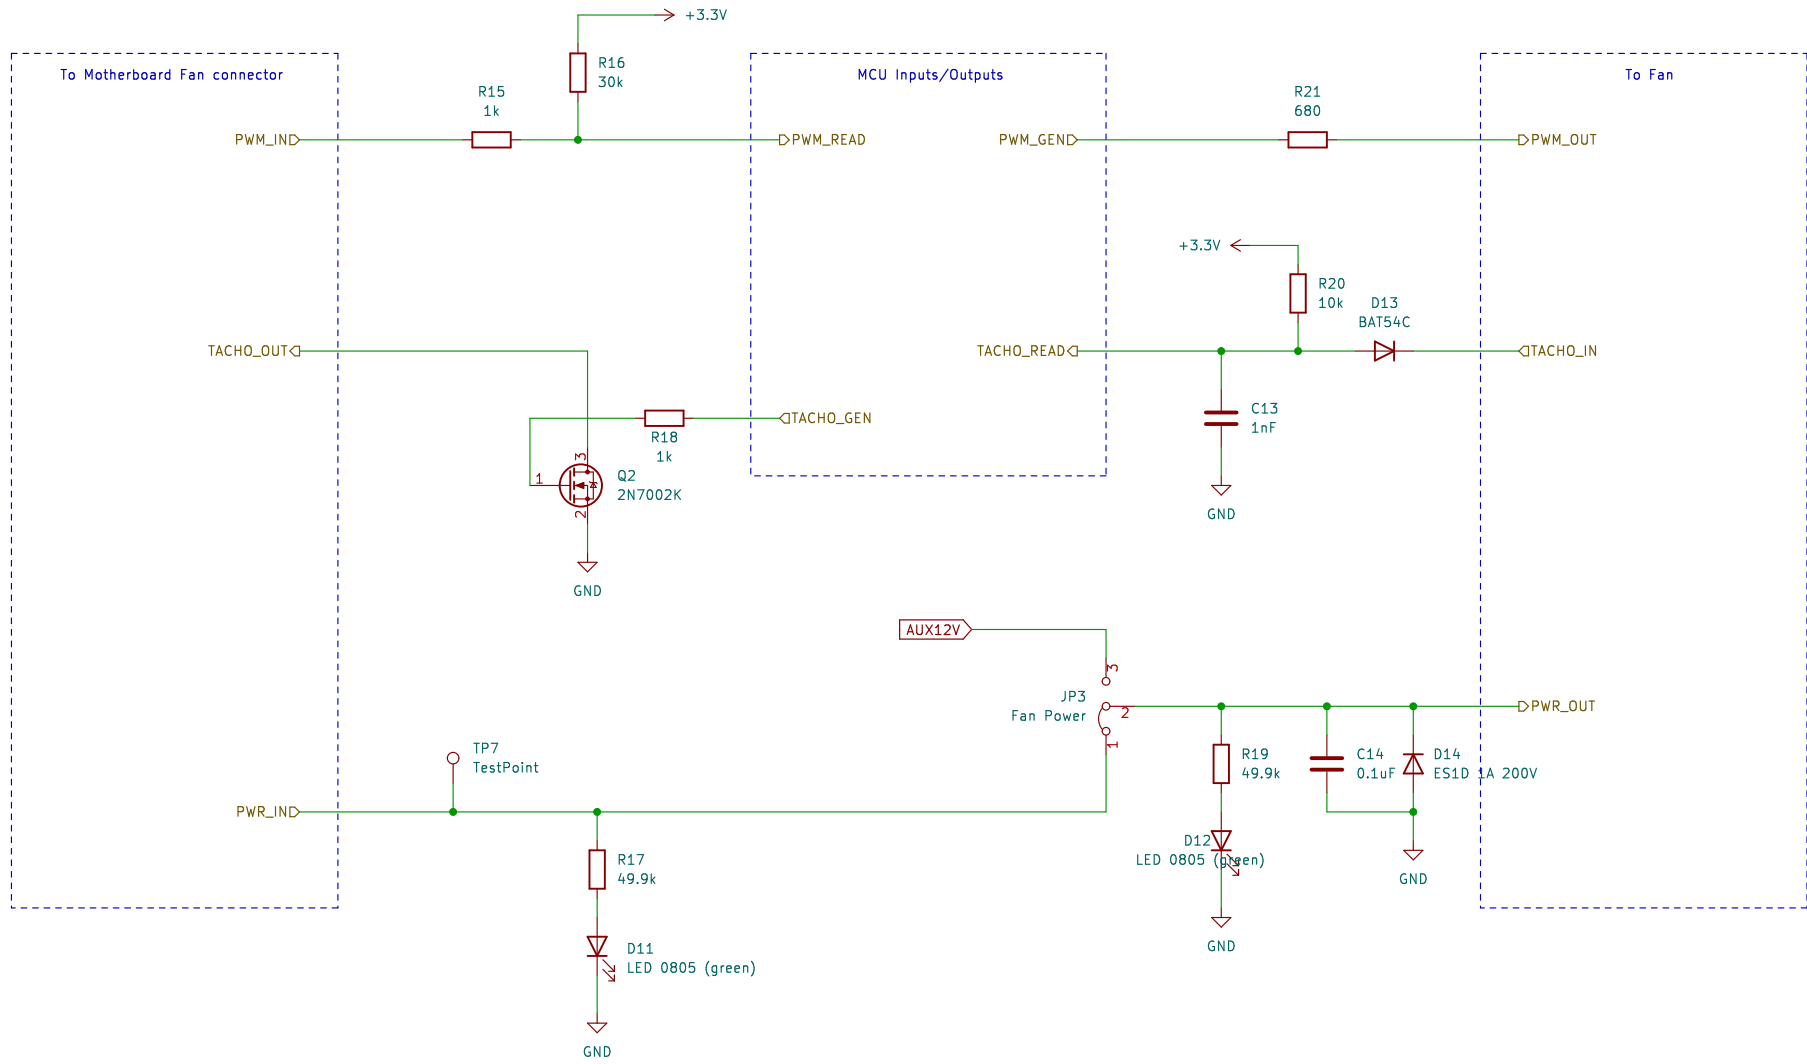 +3.3V
To Motherboard Fan connector
MCU Inputs/Outputs
To Fan
R16
30k
R15
1k
R21
680
PWM_IN
PWM_READ
PWM_GEN
PWM_OUT
+3.3V
R20
10k
D13
BAT54C
TACHO_OUT
TACHO_READ
TACHO_IN
C13
1nF
TACHO_GEN
R18
1k
3
1
Q2
2N7002K
2
GND
GND
AUX12V
3
JP3
Fan Power
2
1
PWR_OUT
TP7
TestPoint
R19
49.9k
C14
0.1uF
D14
ES1D 1A 200V
PWR_IN
D12
LED 0805 (green)
R17
49.9k
GND
GND
D11
LED 0805 (green)
GND